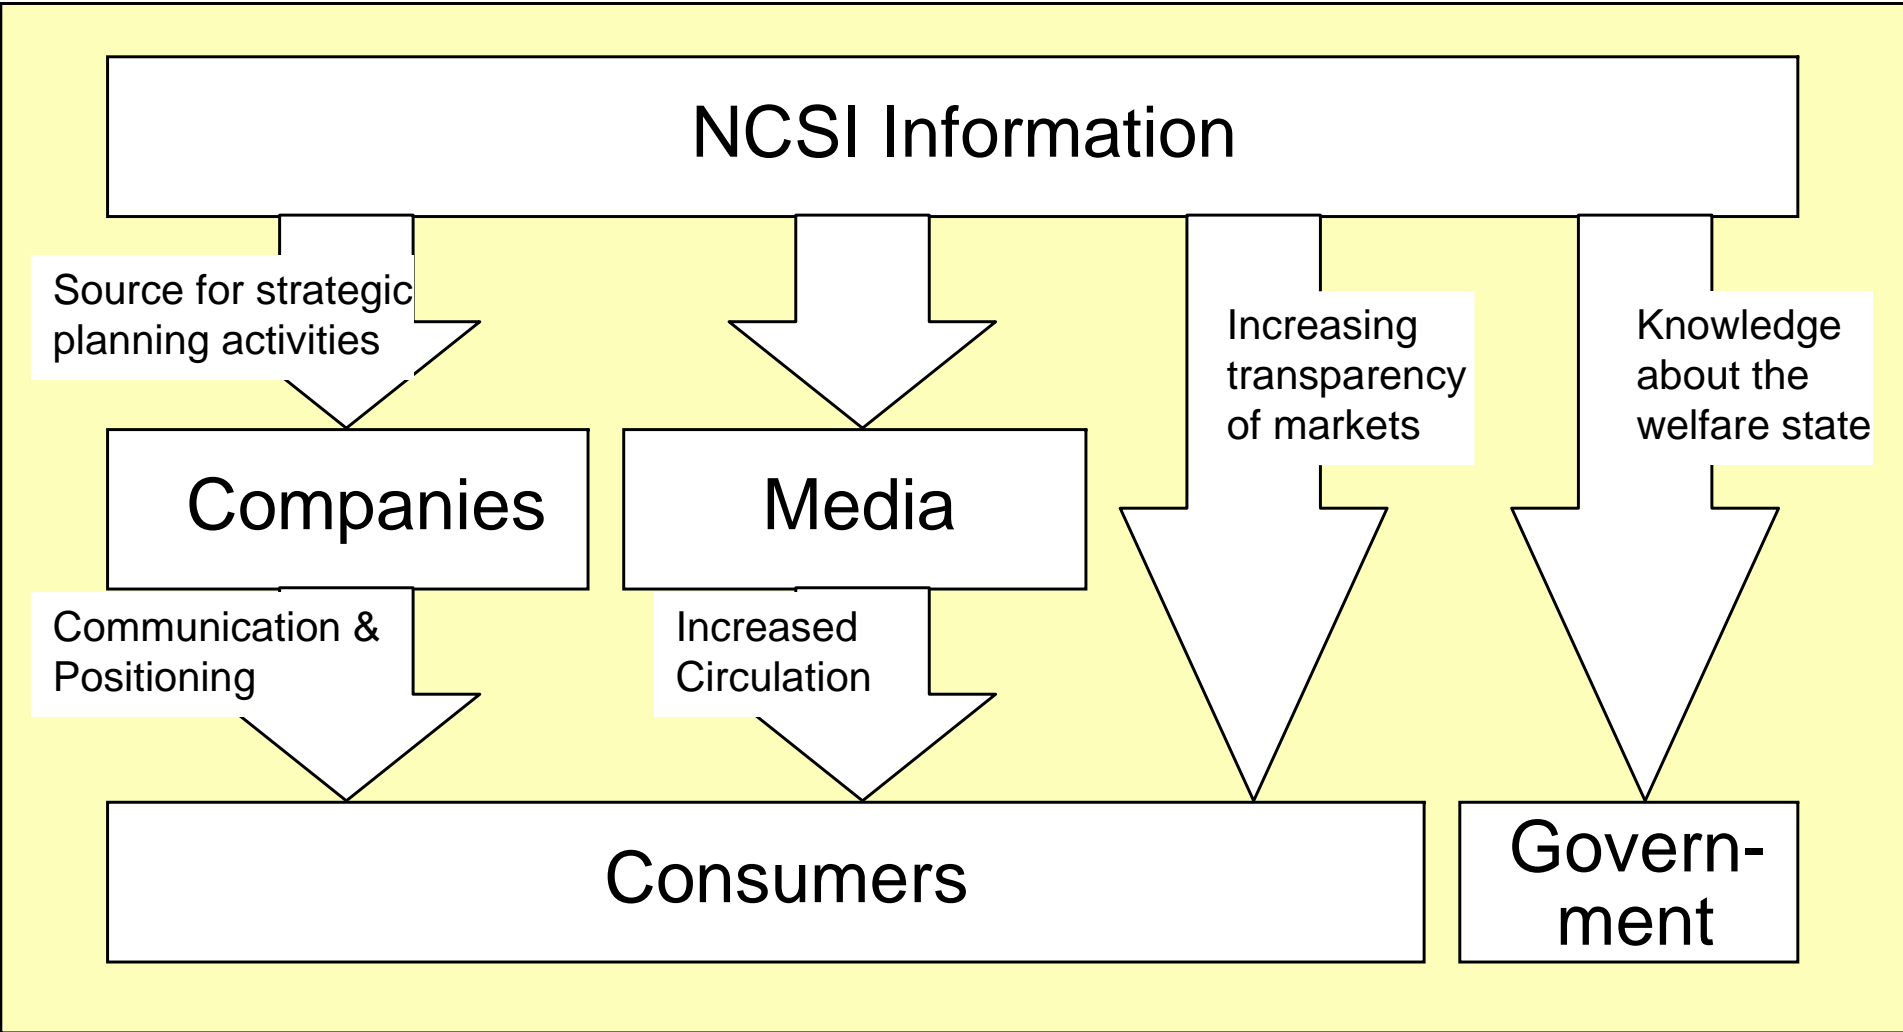 NCSI Information
Source for strategic
planning activities
Increasing
transparency
of markets
Knowledge
about the
welfare state
Companies
Media
Communication &
Positioning
Increased
Circulation
Consumers
Govern-
ment